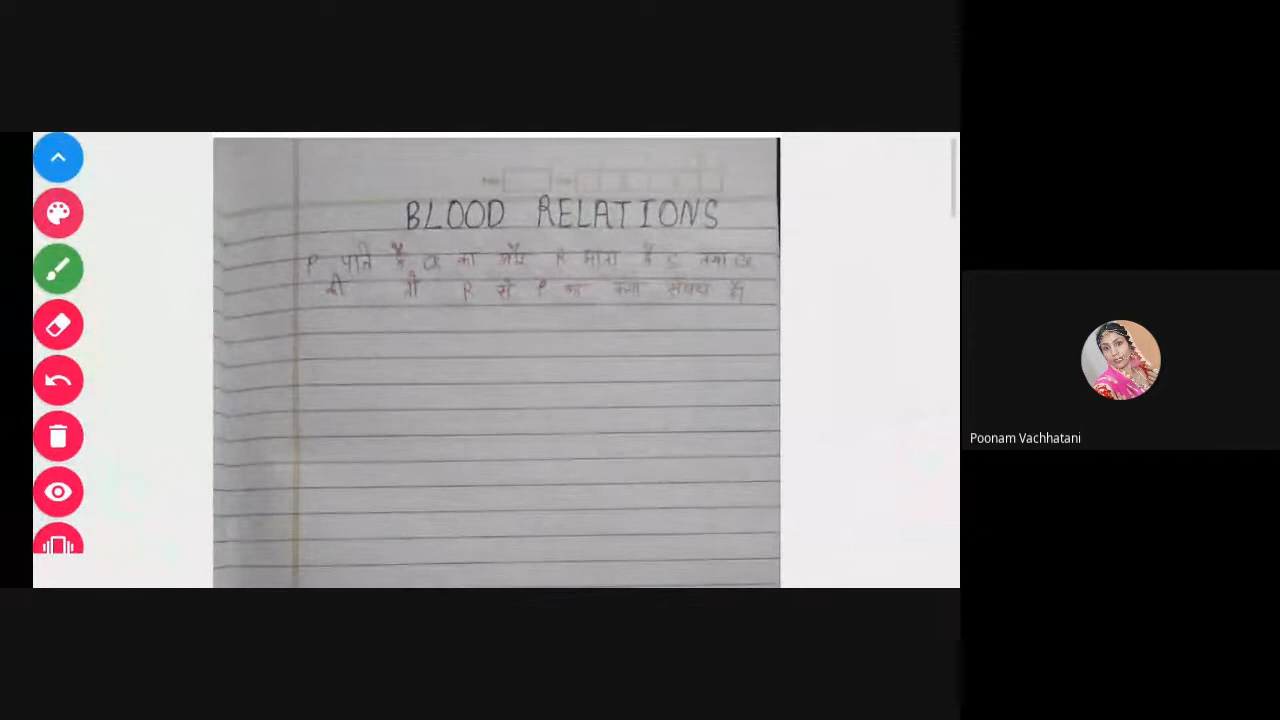 BLOOD RELATIONS
P पति है Q का और R माता है S तथा Q
की तो R से P का क्या संबंध है।
Poonam Vachhatani